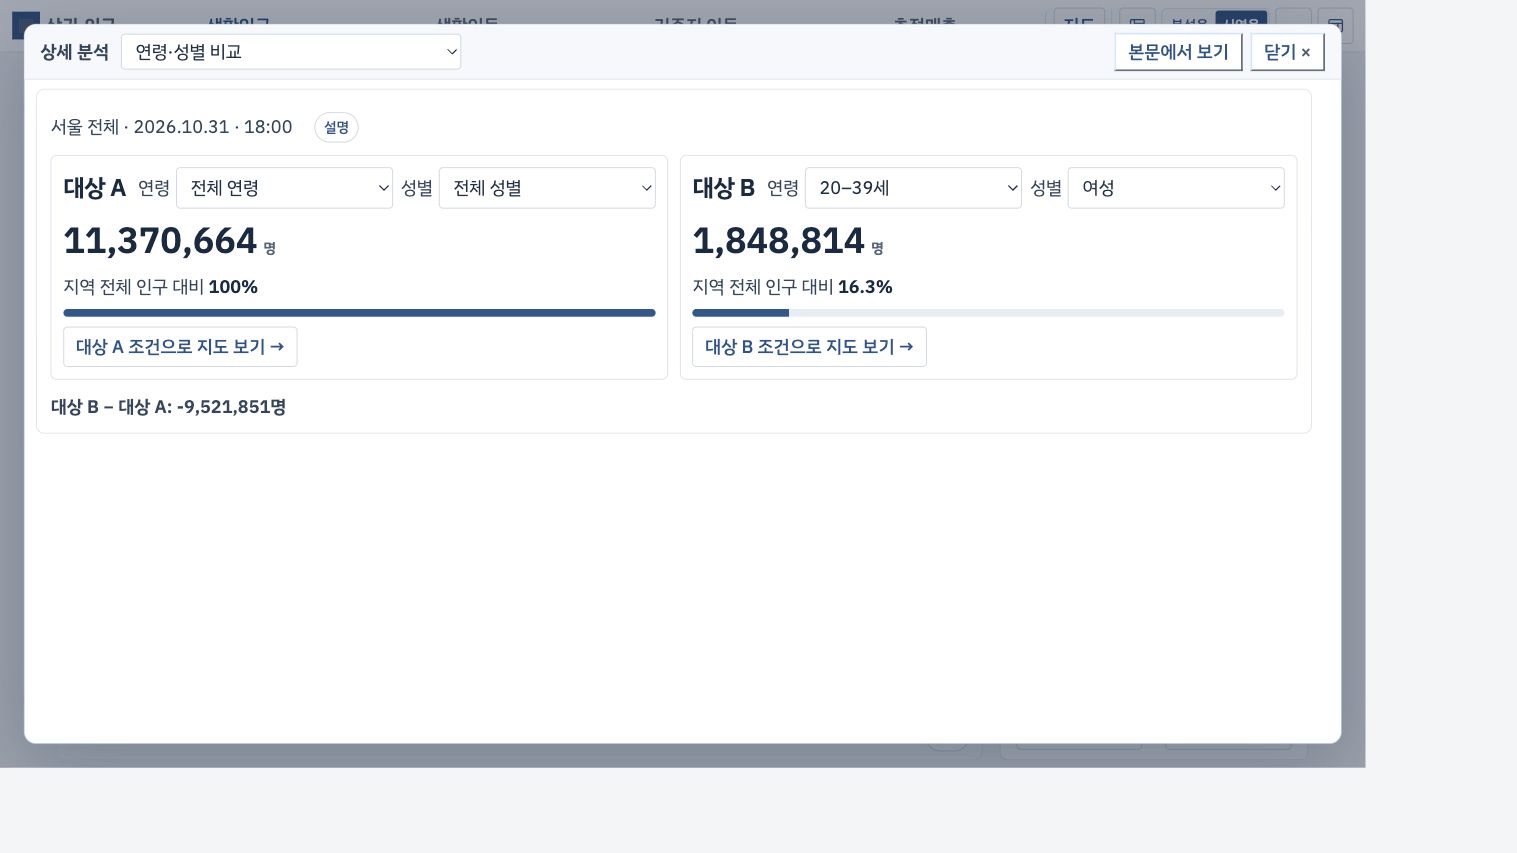 상세 분석 연령·성별 비교 본문에서 보기 닫기 ×
서울 전체 · 2026.10.31 · 18:00 설명
대상 A 연령 전체 연령 성별 전체 성별
11,370,664 명
지역 전체 인구 대비 100%
대상 A 조건으로 지도 보기 →
대상 B 연령 20–39세 성별 여성
1,848,814 명
지역 전체 인구 대비 16.3%
대상 B 조건으로 지도 보기 →
대상 B – 대상 A: -9,521,851명